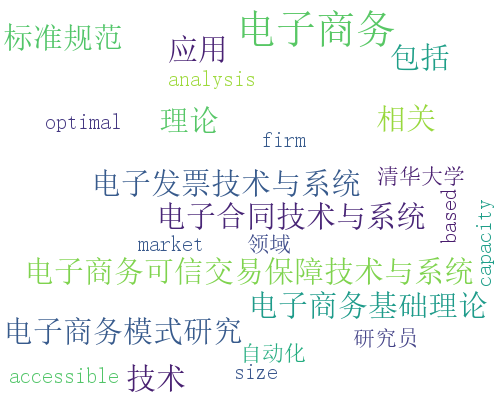 标准规范
电子商务
应用
包括
analysis
optimal
理论
相关
firm
电子发票技术与系统
清华大学
based
电子合同技术与系统
capacity
market
领域
电子商务可信交易保障技术与系统
电子商务基础理论
电子商务模式研究
研究员
自动化
accessible
技术
size